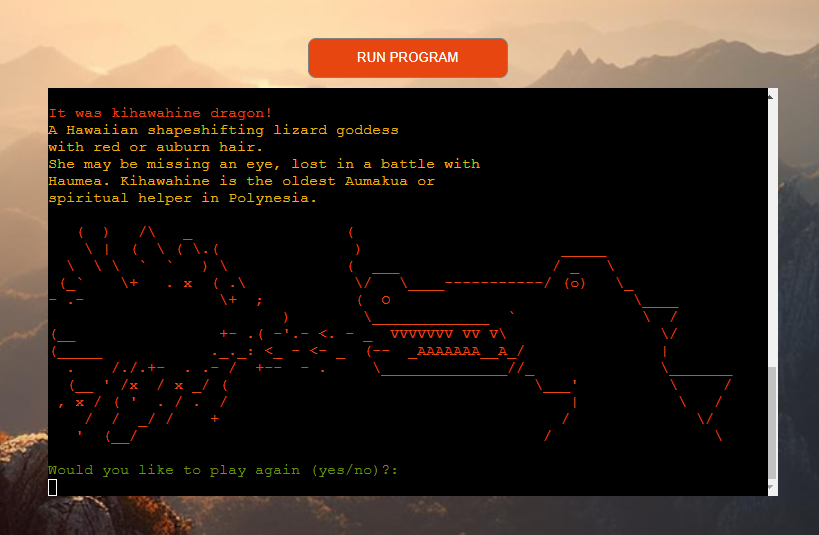 RUN PROGRAM
It was kihawahine dragon!
A Hawaiian shapeshifting lizard goddess
with red or auburn hair.
She may be missing an eye, lost in a battle with
Haumea. Kihawahine is the oldest Aumakua or
spiritual helper in Polynesia.
Would you like to play again (yes/no)?: